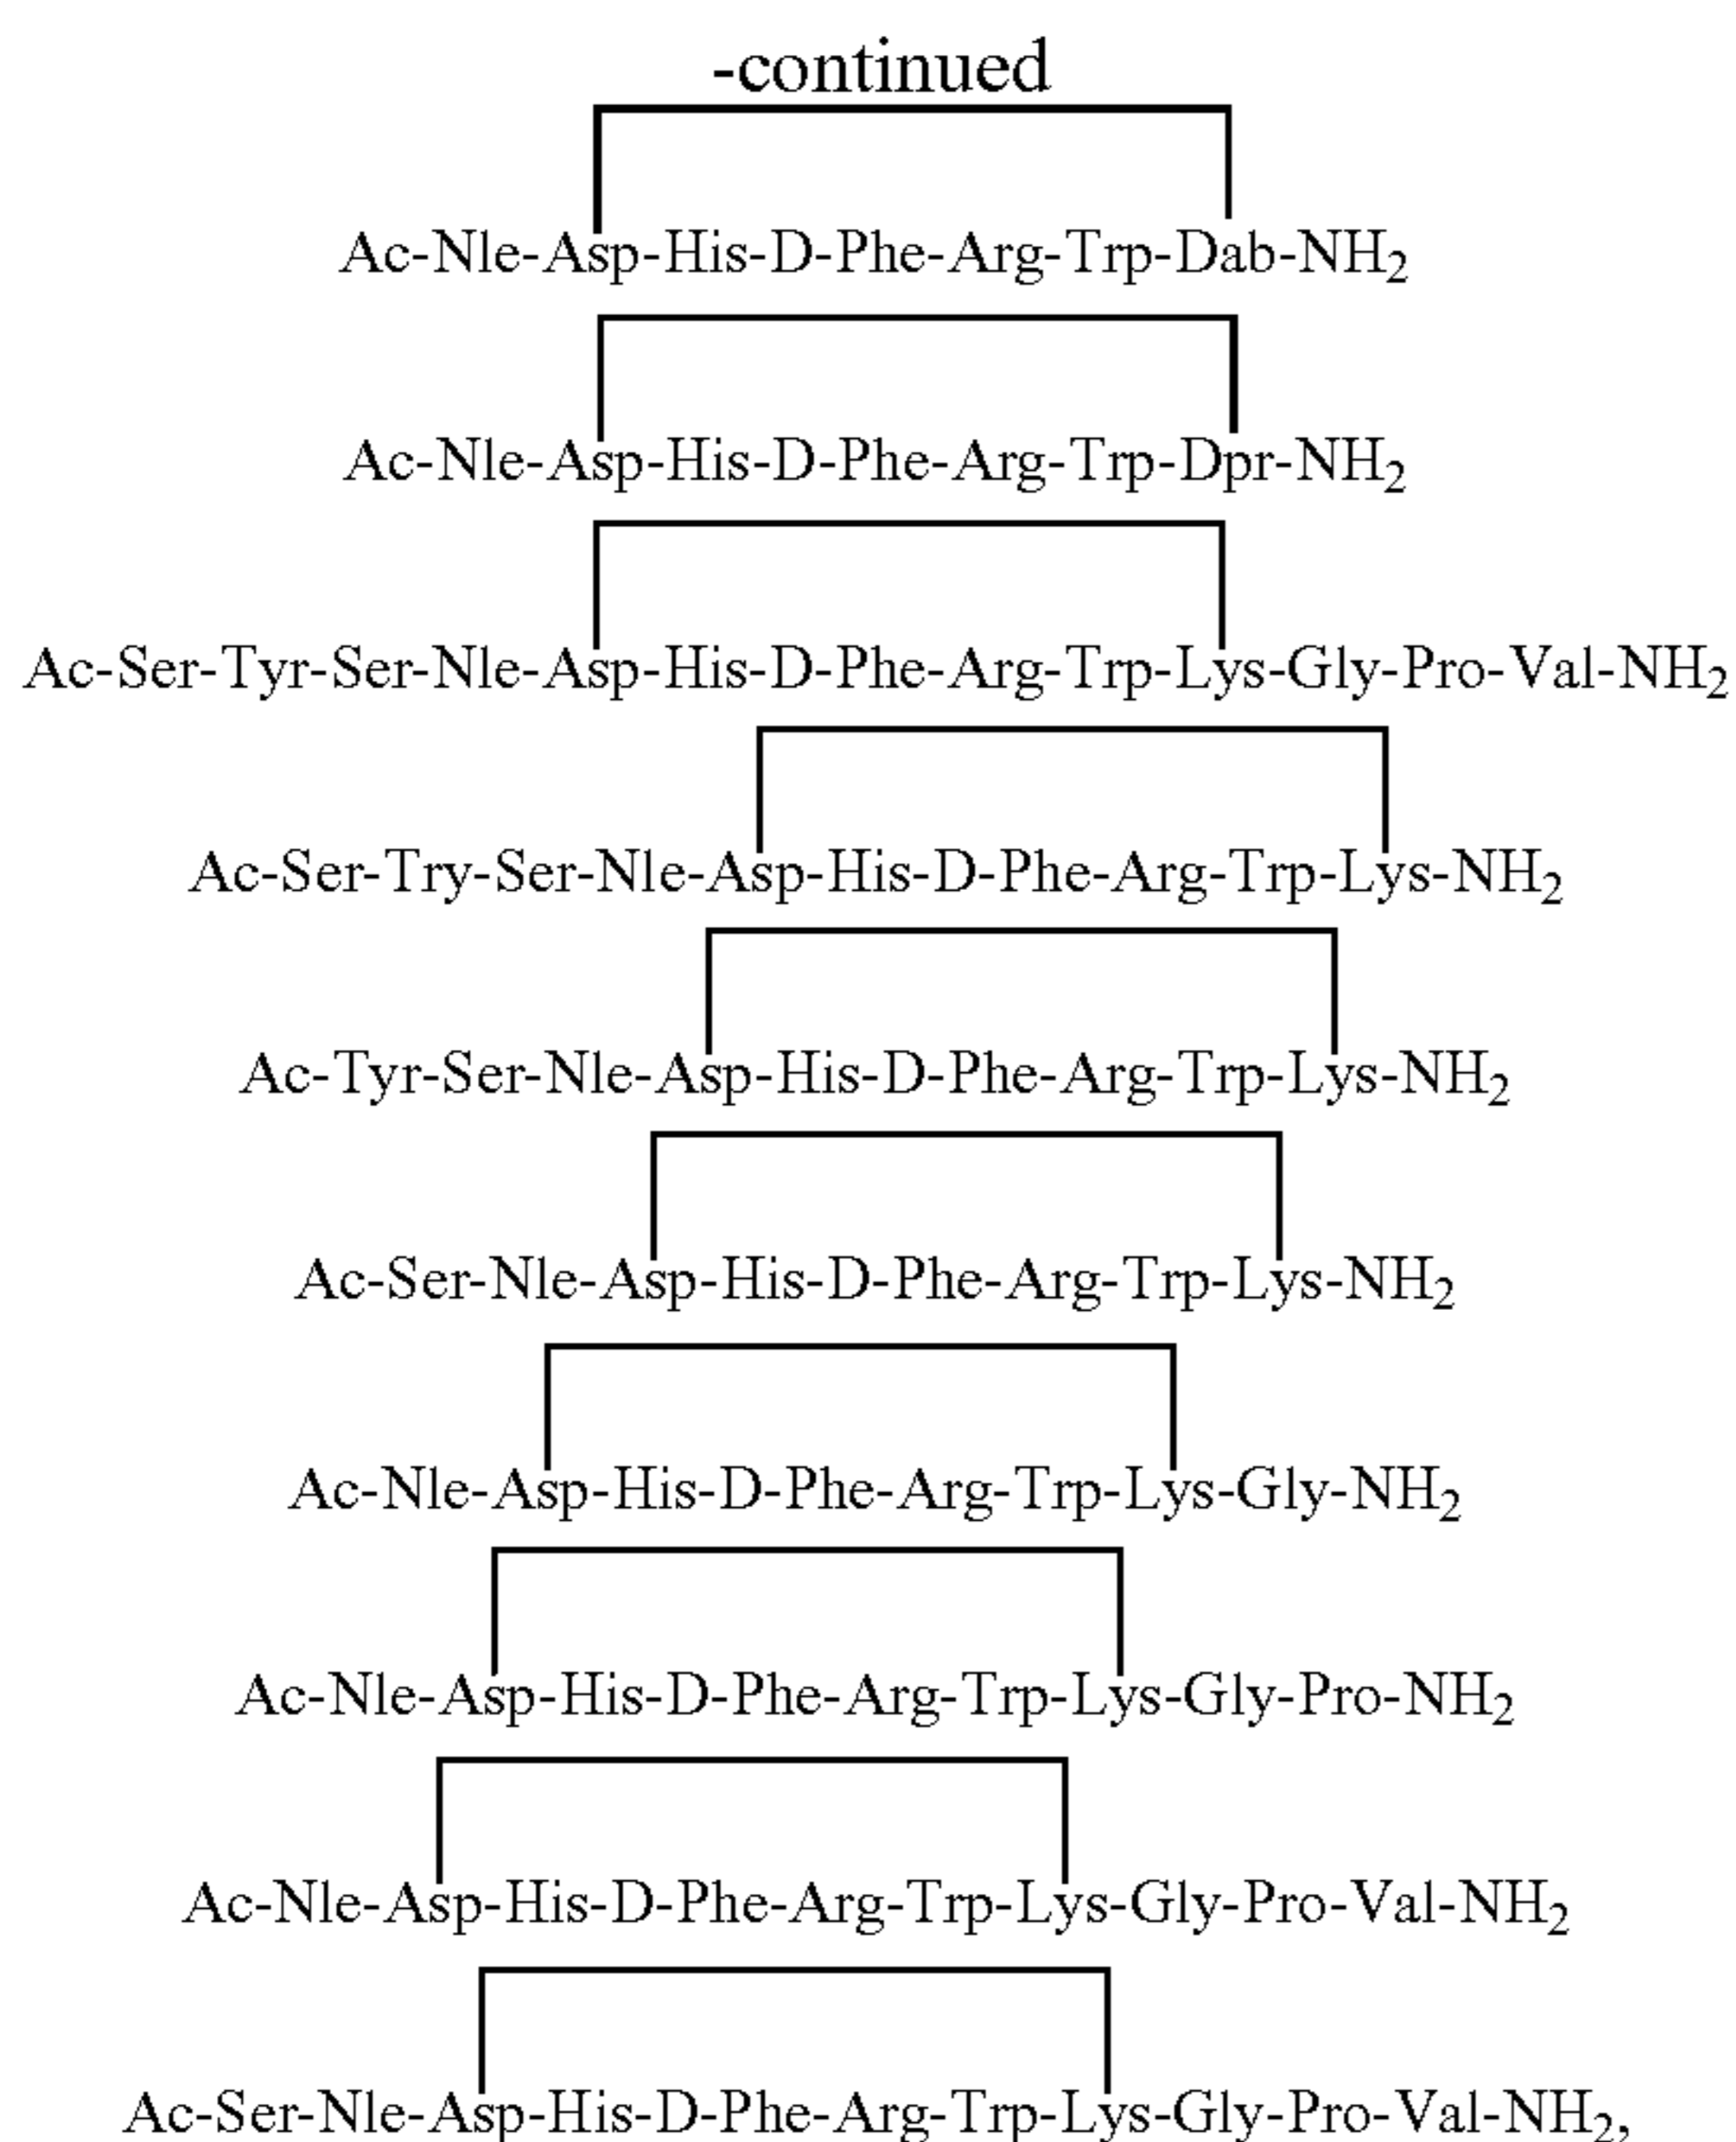 -continued
Ac-Nle-Asp-His-D-Phe-Arg-Trp-Dab-NH2
Ac-Nle-Asp-His-D-Phe-Arg-Trp-Dpr-NH2
Ac-Ser-Tyr-Ser-Nle-Asp-His-D-Phe-Arg-Trp-Lys-Gly-Pro-Val-NH2
Ac-Ser-Try-Ser-Nle-Asp-His-D-Phe-Arg-Trp-Lys-NH2
Ac-Tyr-Ser-Nle-Asp-His-D-Phe-Arg-Trp-Lys-NH2
Ac-Ser-Nle-Asp-His-D-Phe-Arg-Trp-Lys-NH2
Ac-Nle-Asp-His-D-Phe-Arg-Trp-Lys-Gly-NH2
Ac-Nle-Asp-His-D-Phe-Arg-Trp-Lys-Gly-Pro-NH2
Ac-Nle-Asp-His-D-Phe-Arg-Trp-Lys-Gly-Pro-Val-NH2
Ac-Ser-Nle-Asp-His-D-Phe-Arg-Trp-Lys-Gly-Pro-Val-NH2,